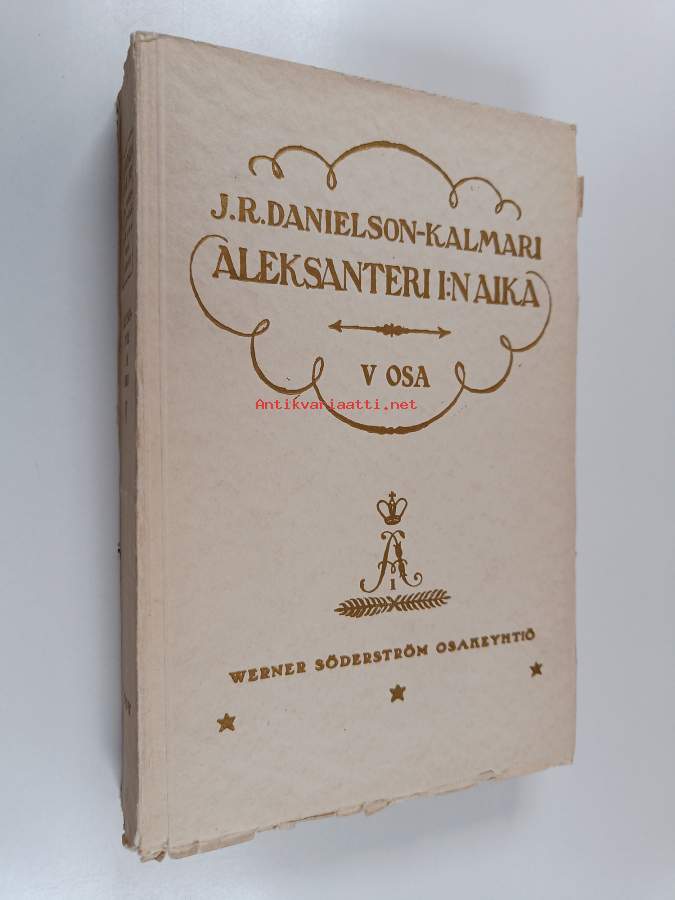 J.R. DANIELSON-KALMARI
ALEKSANTERI I:N AIKA
V OSA
Antikvariaatti.net
A I
WERNER SÖDERSTRÖM OSAKEYHTIÖ